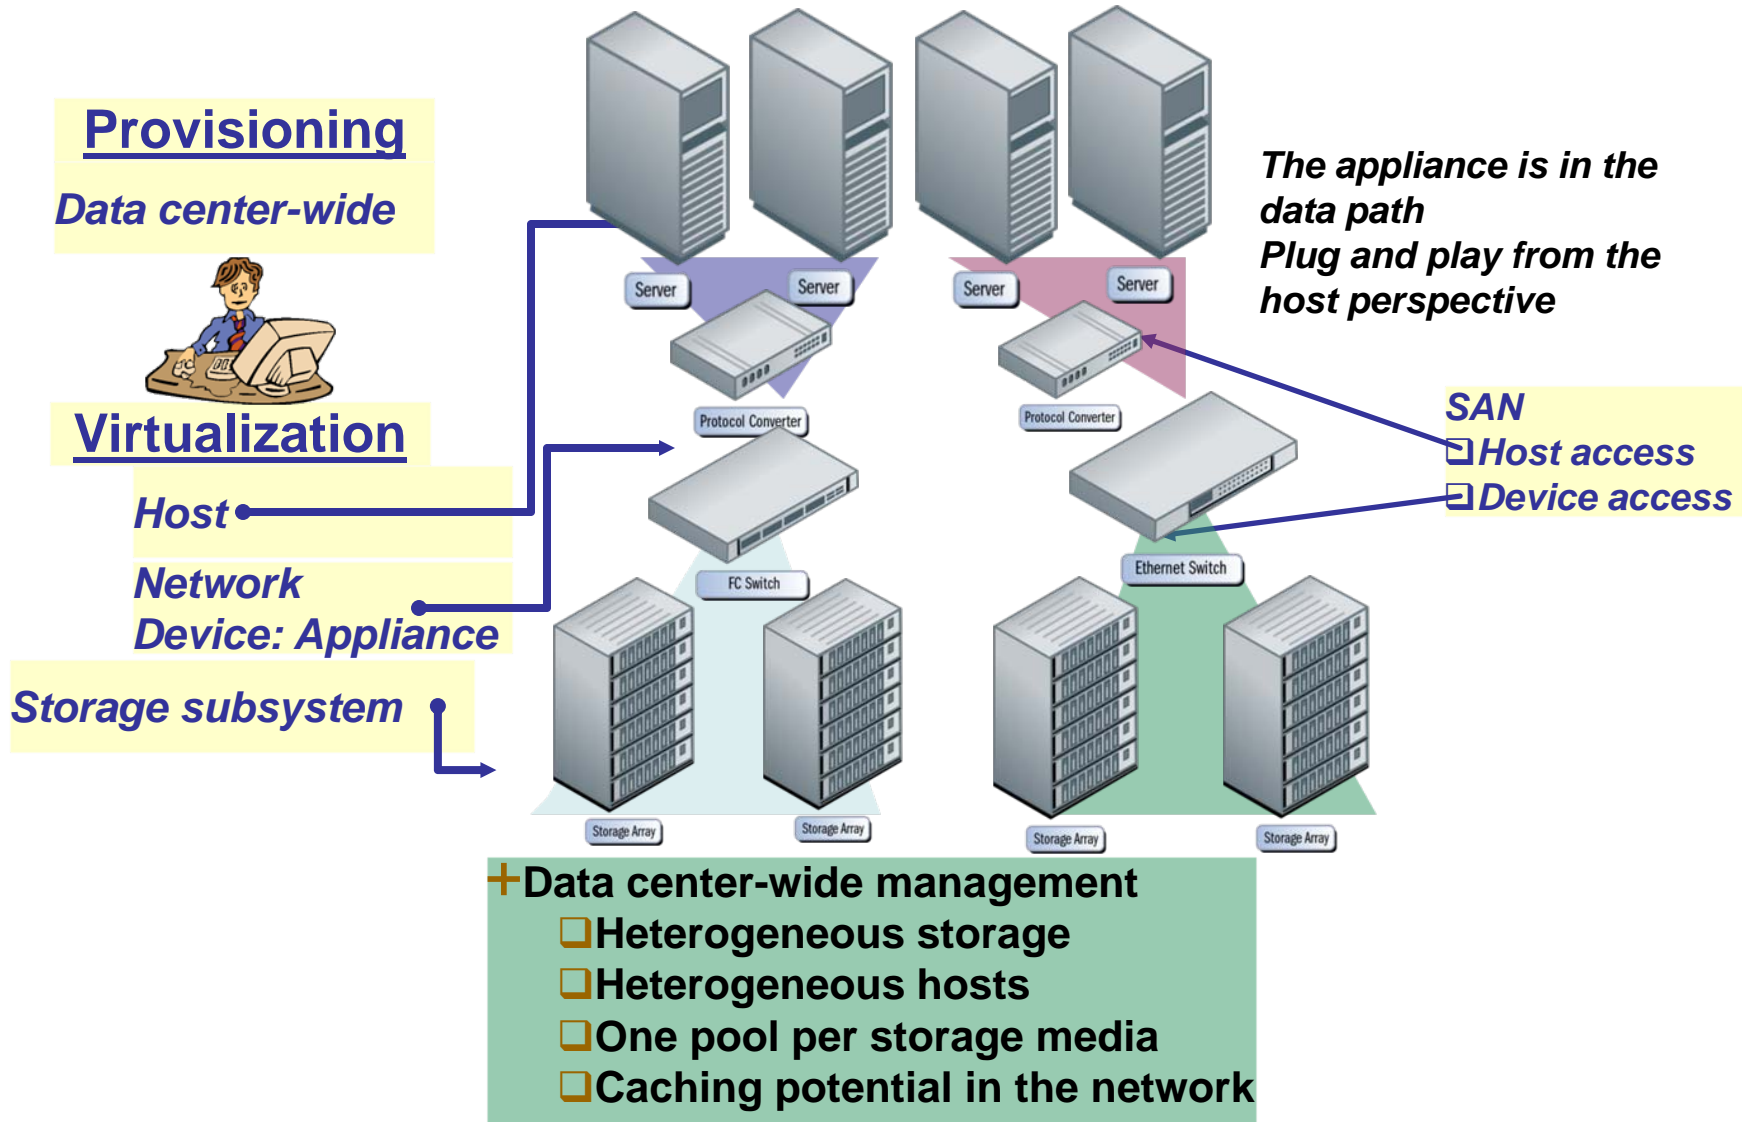 Provisioning
Data center-wide
Virtualization
Host
Network
Device: Appliance
Storage subsystem
Server
Server
Server
Server
Protocol Converter
Protocol Converter
FC Switch
Ethernet Switch
Storage Array
Storage Array
Storage Array
Storage Array
The appliance is in the
data path
Plug and play from the
host perspective
SAN
❑Host access
❑Device access
+Data center-wide management
❑Heterogeneous storage
❑Heterogeneous hosts
❑One pool per storage media
❑Caching potential in the network